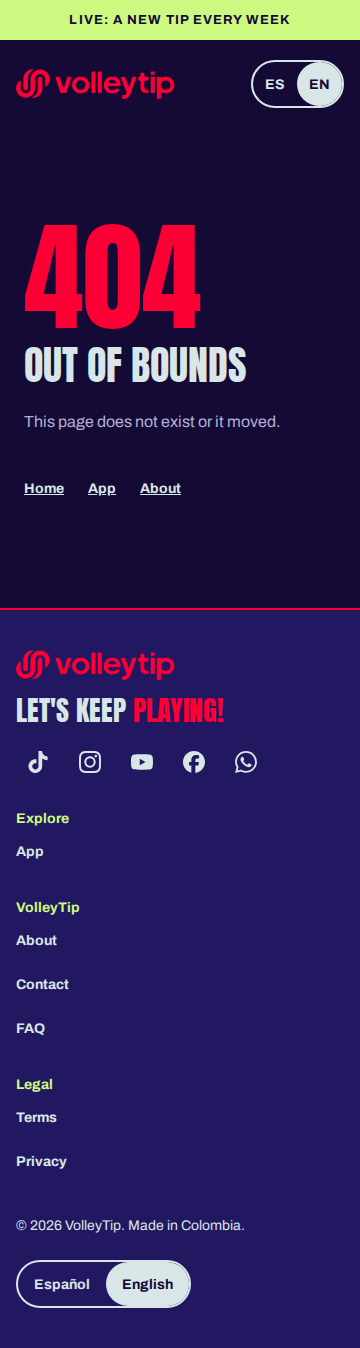 LIVE: A NEW TIP EVERY WEEK
volleytip
ES EN
404
OUT OF BOUNDS
This page does not exist or it moved.
Home App About
volleytip
LET'S KEEP PLAYING!
Explore
App
VolleyTip
About
Contact
FAQ
Legal
Terms
Privacy
© 2026 VolleyTip. Made in Colombia.
Español English